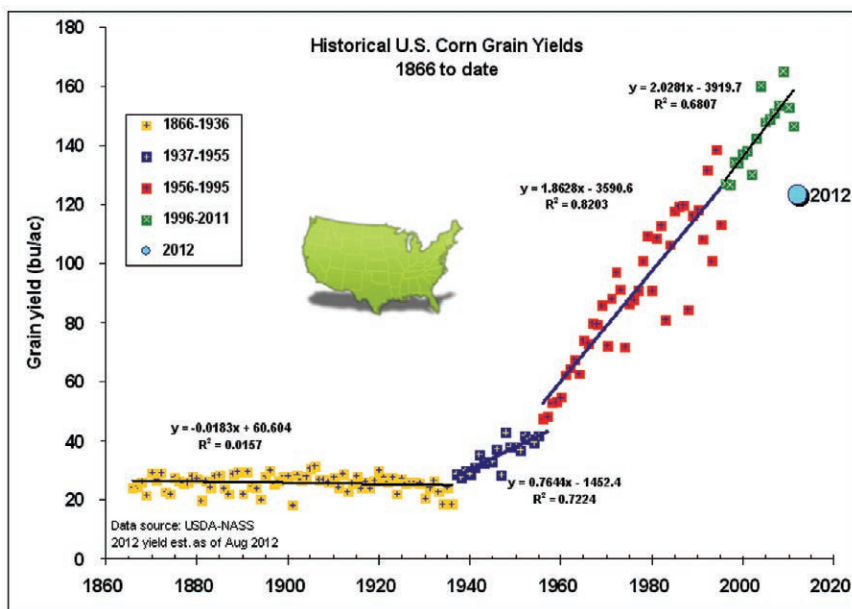 Historical U.S. Corn Grain Yields
1866 to date
Grain yield (bu/ac)
180
160
140
120
100
80
60
40
20
0
1866-1936
1937-1955
1956-1995
1996-2011
2012
y = 2.0281x - 3919.7
R² = 0.6807
y = 1.8628x - 3590.6
R² = 0.8203
2012
y = -0.0183x + 60.604
R² = 0.0157
y = 0.7644x - 1452.4
R² = 0.7224
Data source: USDA-NASS
2012 yield est. as of Aug 2012
1860 1880 1900 1920 1940 1960 1980 2000 2020